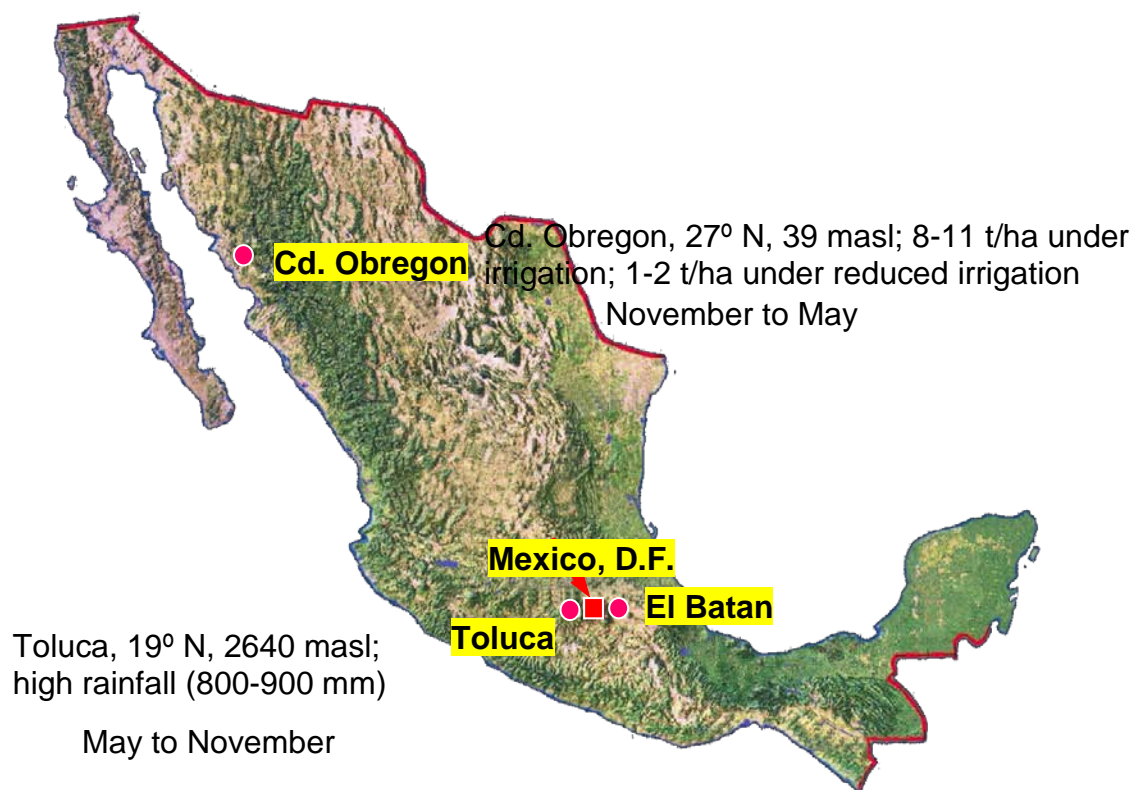 Cd. Obregon
Cd. Obregon, 27º N, 39 masl; 8-11 t/ha under
irrigation; 1-2 t/ha under reduced irrigation
November to May
Mexico, D.F.
El Batan
Toluca
Toluca, 19º N, 2640 masl;
high rainfall (800-900 mm)
May to November